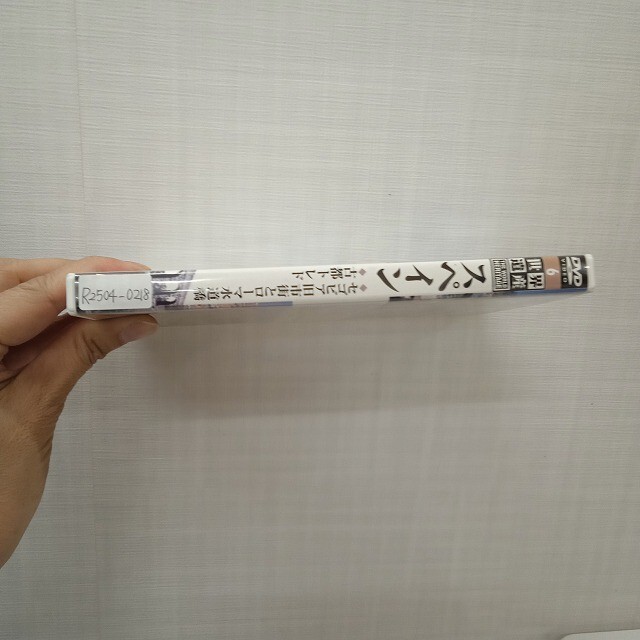 DVD
6
世界遺産
スペイン
◆セゴビア旧市街とローマ水道橋
◆古都トレド
R2504-0218